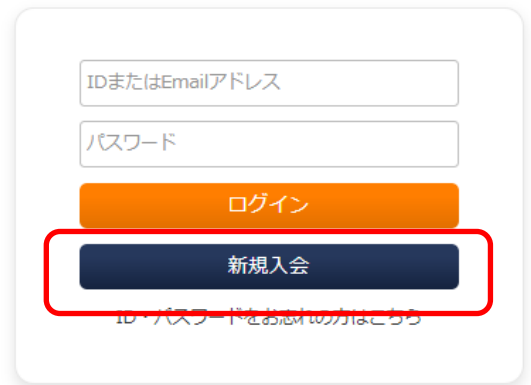 IDまたはEmailアドレス
パスワード
ログイン
新規入会
ID・パスワードをお忘れの方はこちら